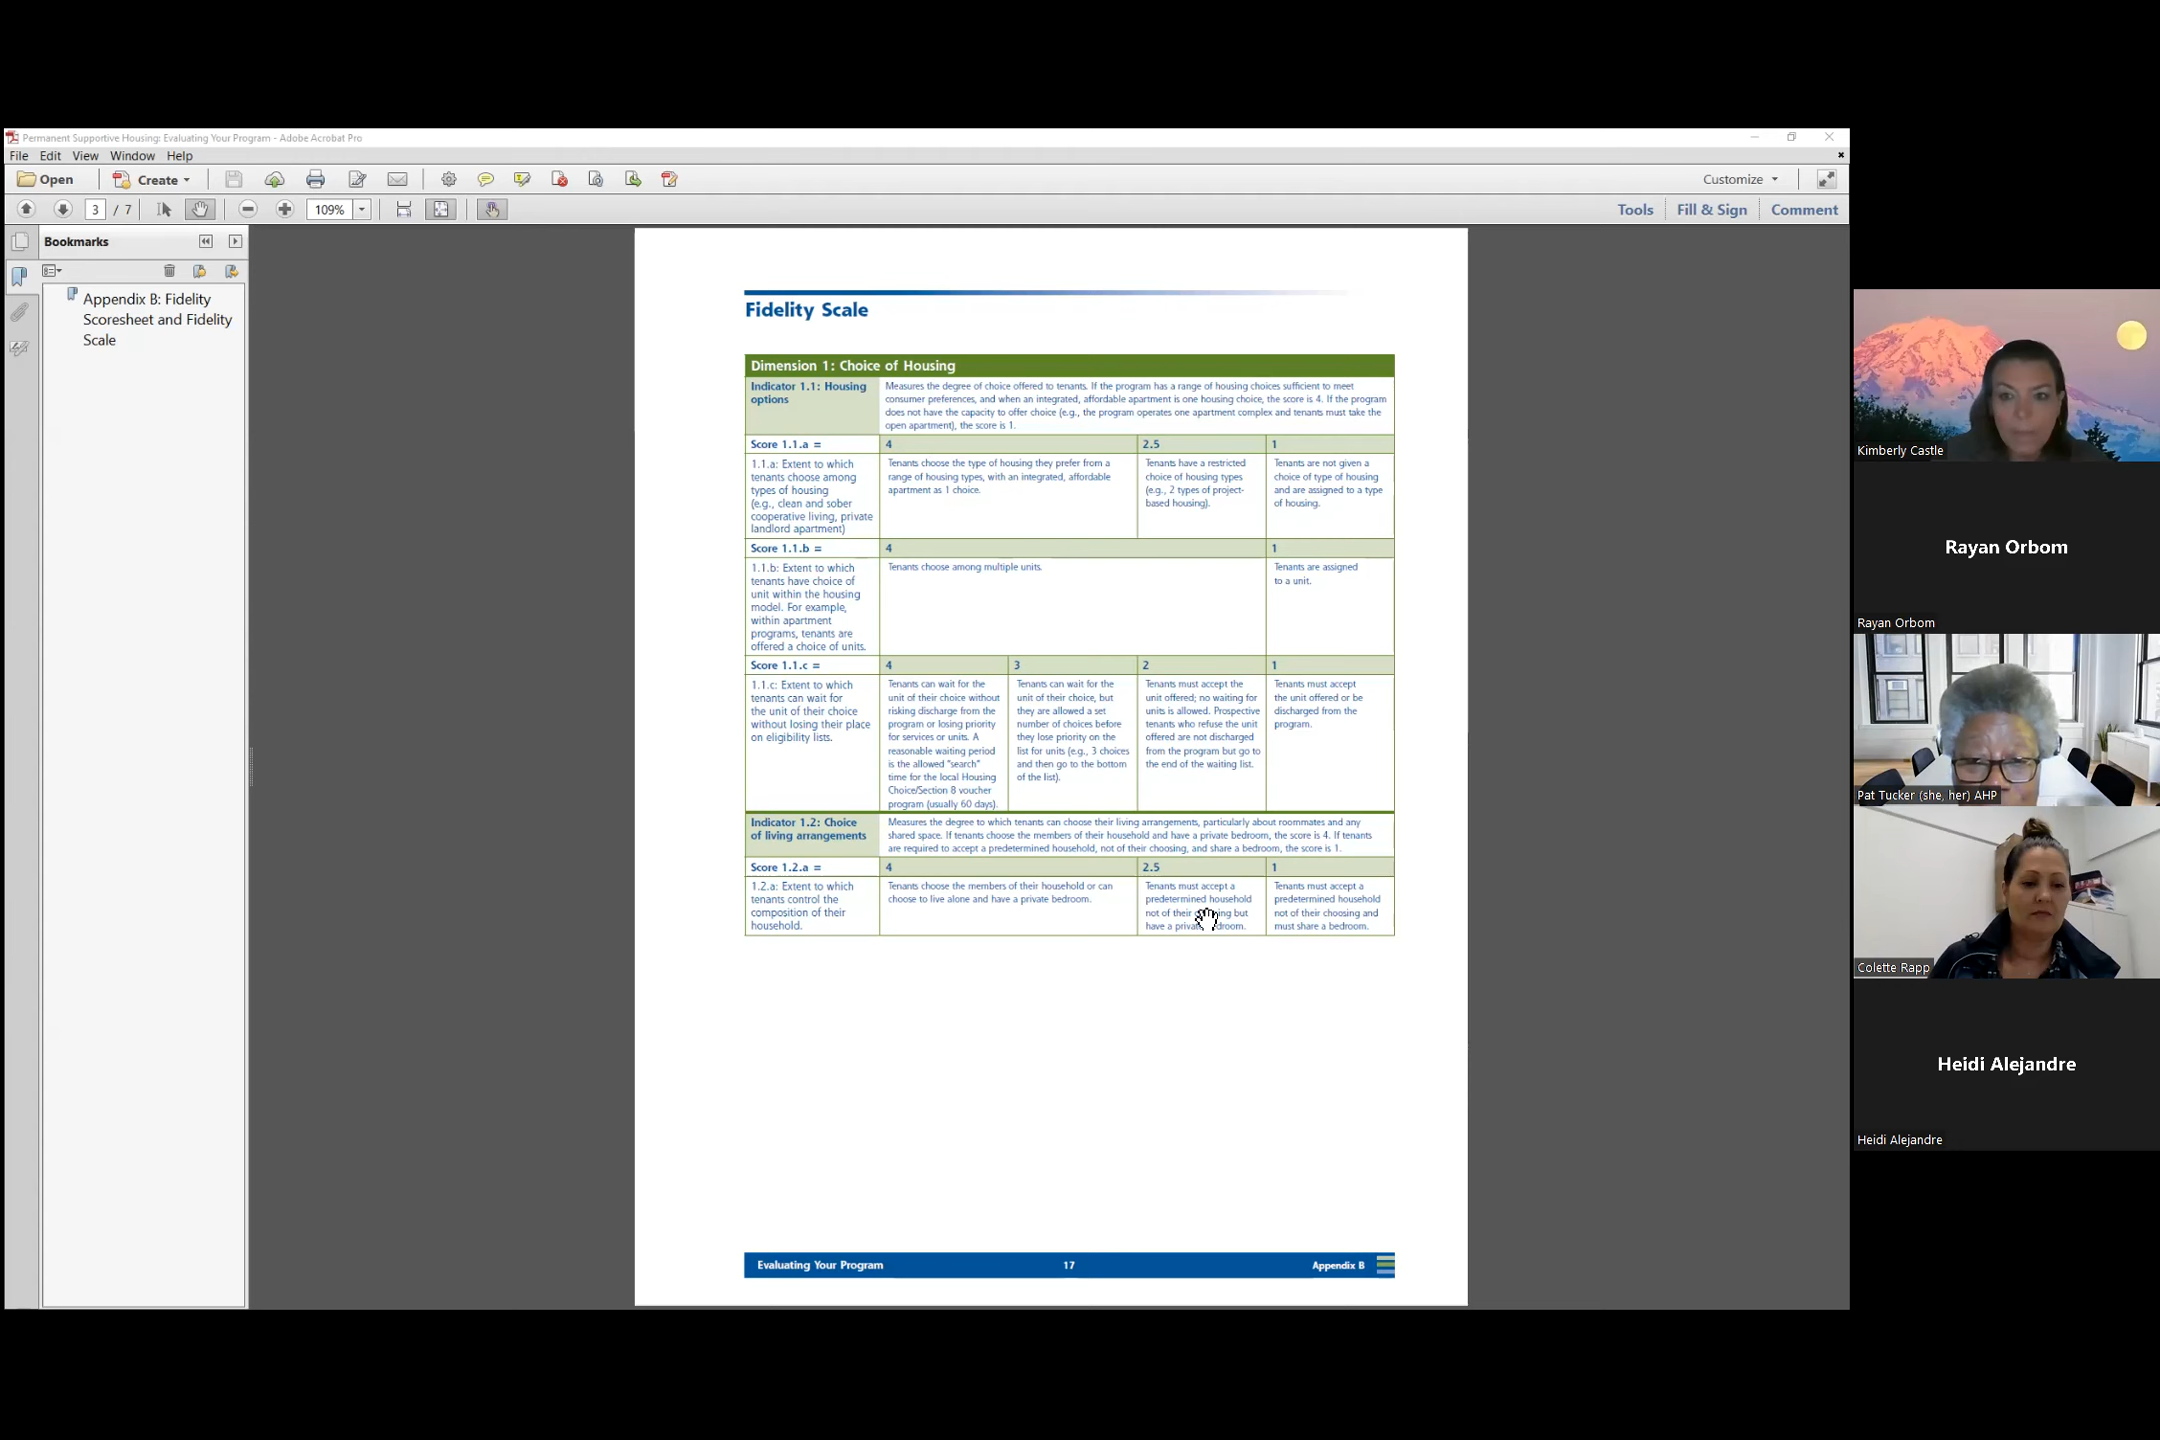 Permanent Supportive Housing: Evaluating Your Program - Adobe Acrobat Pro
File Edit View Window Help
Open Create Customize
3 / 7 109% Tools Fill & Sign Comment
Bookmarks
Appendix B: Fidelity
Scoresheet and Fidelity
Scale
Fidelity Scale
Dimension 1: Choice of Housing
Indicator 1.1: Housing
options
Measures the degree of choice offered to tenants. If the program has a range of housing choices sufficient to meet
consumer preferences, and when an integrated, affordable apartment is one housing choice, the score is 4. If the program
does not have the capacity to offer choice (e.g., the program operates one apartment complex and tenants must take the
open apartment), the score is 1.
Score 1.1.a = 4 2.5 1
1.1.a: Extent to which
tenants choose among
types of housing
(e.g., clean and sober
cooperative living, private
landlord apartment)
Tenants choose the type of housing they prefer from a
range of housing types, with an integrated, affordable
apartment as 1 choice.
Tenants have a restricted
choice of housing types
(e.g., 2 types of project-
based housing).
Tenants are not given a
choice of type of housing
and are assigned to a type
of housing.
Score 1.1.b = 4 1
1.1.b: Extent to which
tenants have choice of
unit within the housing
model. For example,
within apartment
programs, tenants are
offered a choice of units.
Tenants choose among multiple units.
Tenants are assigned
to a unit.
Score 1.1.c = 4 3 2 1
1.1.c: Extent to which
tenants can wait for
the unit of their choice
without losing their place
on eligibility lists.
Tenants can wait for the
unit of their choice without
risking discharge from the
program or losing priority
for services or units. A
reasonable waiting period
is the allowed "search"
time for the local Housing
Choice/Section 8 voucher
program (usually 60 days).
Tenants can wait for the
unit of their choice, but
they are allowed a set
number of choices before
they lose priority on the
list for units (e.g., 3 choices
and then go to the bottom
of the list).
Tenants must accept the
unit offered; no waiting for
units is allowed. Prospective
tenants who refuse the unit
offered are not discharged
from the program but go to
the end of the waiting list.
Tenants must accept
the unit offered or be
discharged from the
program.
Indicator 1.2: Choice
of living arrangements
Measures the degree to which tenants can choose their living arrangements, particularly about roommates and any
shared space. If tenants choose the members of their household and have a private bedroom, the score is 4. If tenants
are required to accept a predetermined household, not of their choosing, and share a bedroom, the score is 1.
Score 1.2.a = 4 2.5 1
1.2.a: Extent to which
tenants control the
composition of their
household.
Tenants choose the members of their household or can
choose to live alone and have a private bedroom.
Tenants must accept a
predetermined household
not of their choosing but
have a private bedroom.
Tenants must accept a
predetermined household
not of their choosing and
must share a bedroom.
Evaluating Your Program 17 Appendix B
Kimberly Castle
Rayan Orbom
Rayan Orbom
Pat Tucker (she, her) AHP
Colette Rapp
Heidi Alejandre
Heidi Alejandre